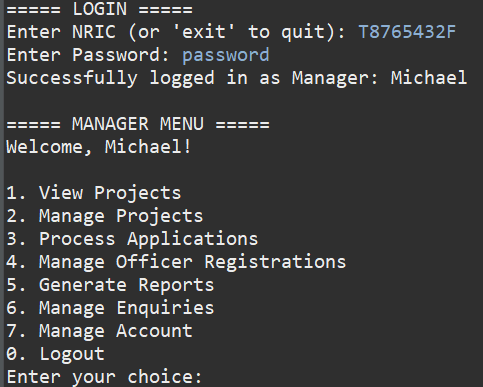 ===== LOGIN =====
Enter NRIC (or 'exit' to quit): T8765432F
Enter Password: password
Successfully logged in as Manager: Michael
===== MANAGER MENU =====
Welcome, Michael!
1. View Projects
2. Manage Projects
3. Process Applications
4. Manage Officer Registrations
5. Generate Reports
6. Manage Enquiries
7. Manage Account
0. Logout
Enter your choice: